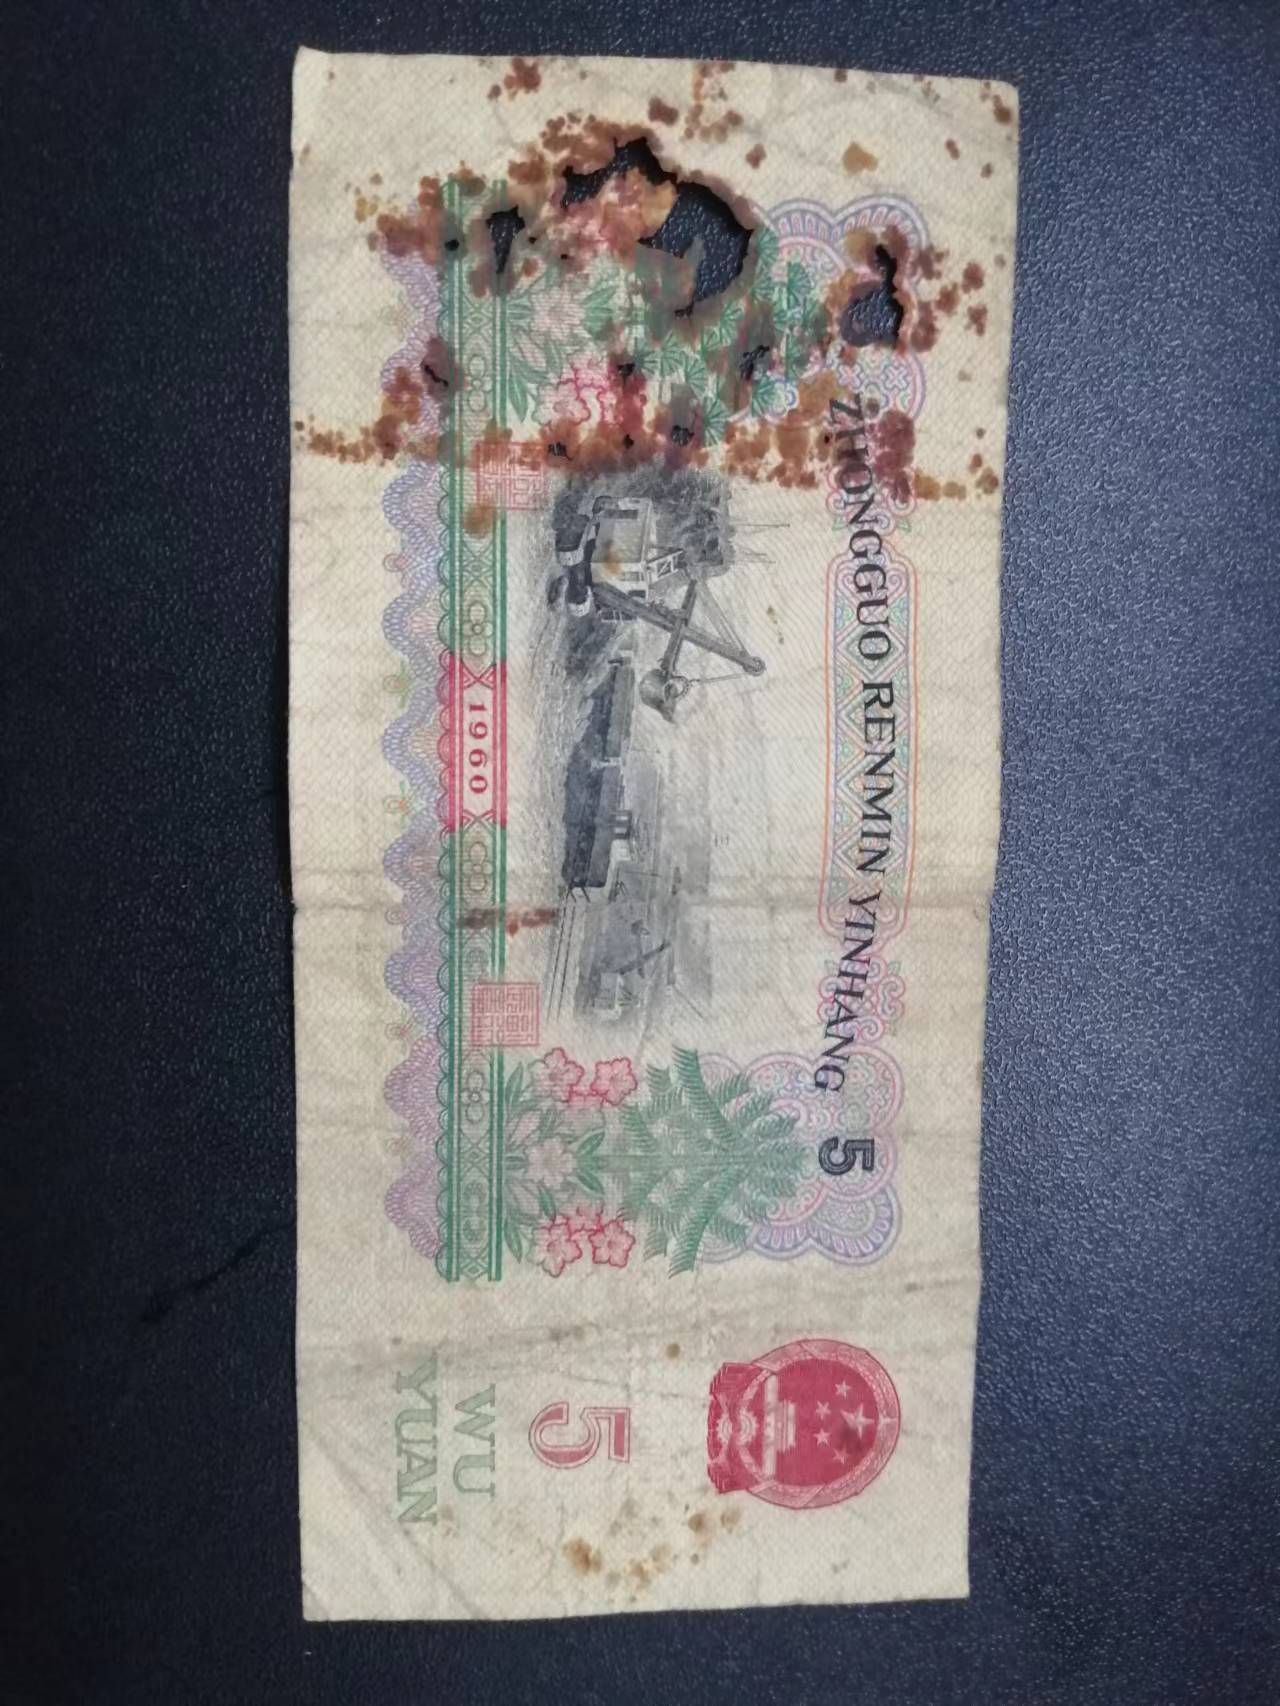 ZHONGGUO RENMIN YINHANG
5
1960
5
WU
YUAN